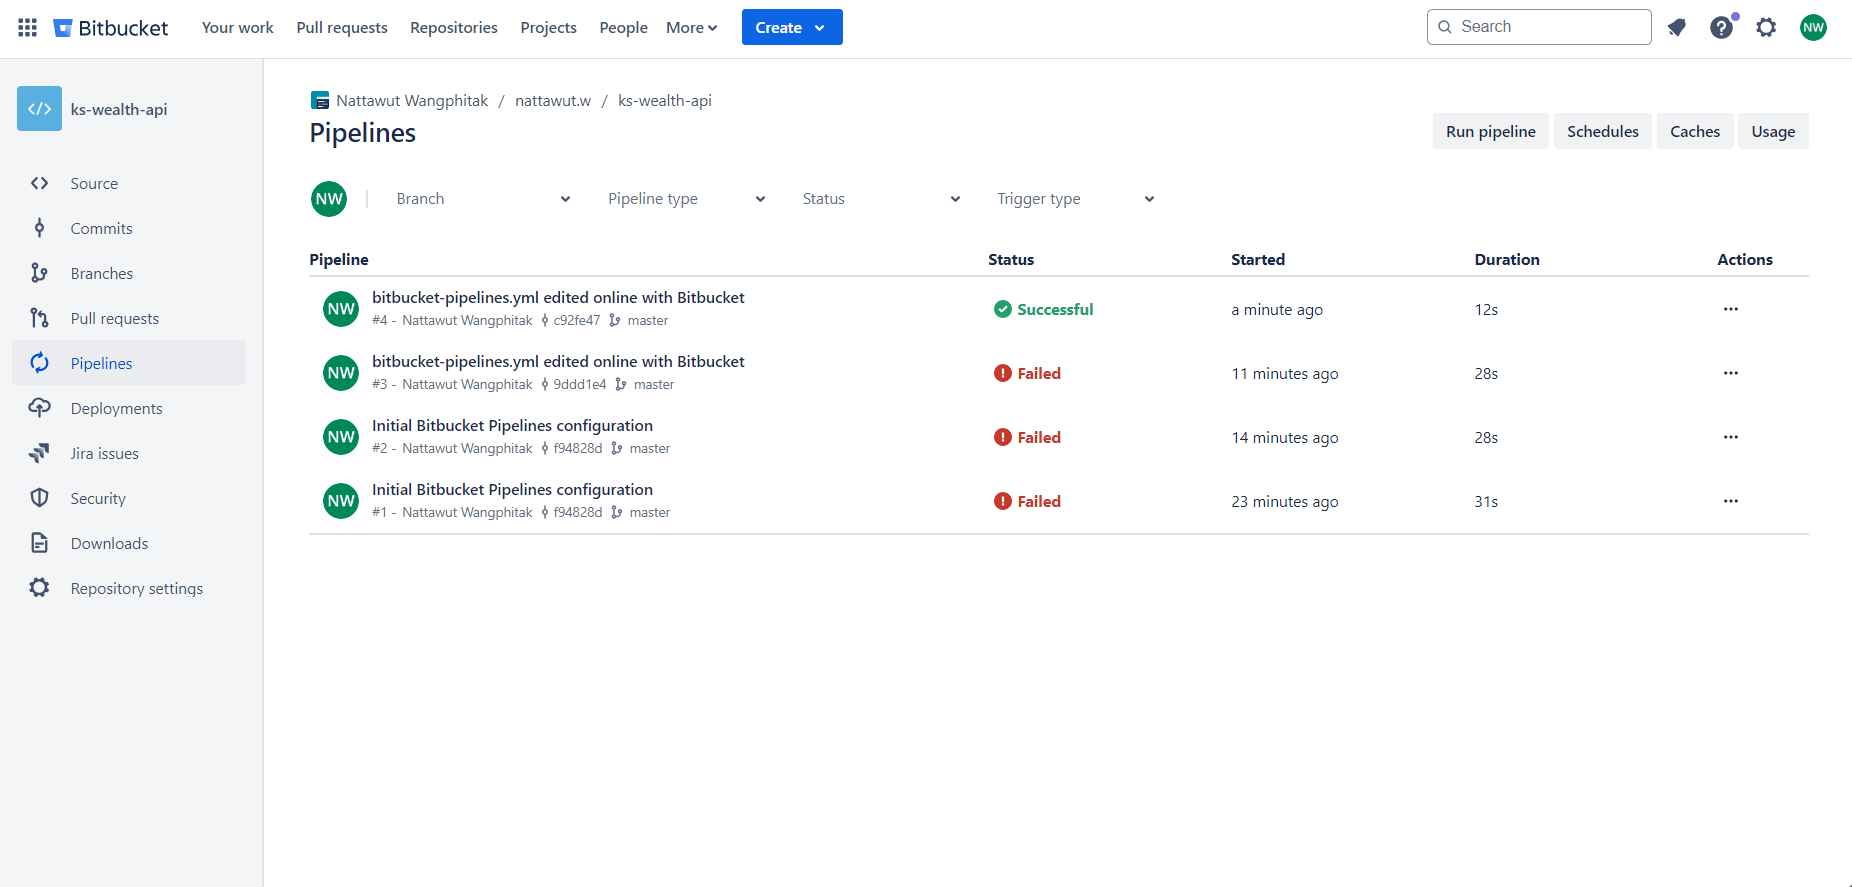 Bitbucket Your work Pull requests Repositories Projects People More Create Search NW
</> ks-wealth-api
Source
Commits
Branches
Pull requests
Pipelines
Deployments
Jira issues
Security
Downloads
Repository settings
Nattawut Wangphitak / nattawut.w / ks-wealth-api
Pipelines
Run pipeline Schedules Caches Usage
NW Branch Pipeline type Status Trigger type
Pipeline Status Started Duration Actions
NW bitbucket-pipelines.yml edited online with Bitbucket Successful a minute ago 12s
#4 - Nattawut Wangphitak c92fe47 master
NW bitbucket-pipelines.yml edited online with Bitbucket Failed 11 minutes ago 28s
#3 - Nattawut Wangphitak 9ddd1e4 master
NW Initial Bitbucket Pipelines configuration Failed 14 minutes ago 28s
#2 - Nattawut Wangphitak f94828d master
NW Initial Bitbucket Pipelines configuration Failed 23 minutes ago 31s
#1 - Nattawut Wangphitak f94828d master